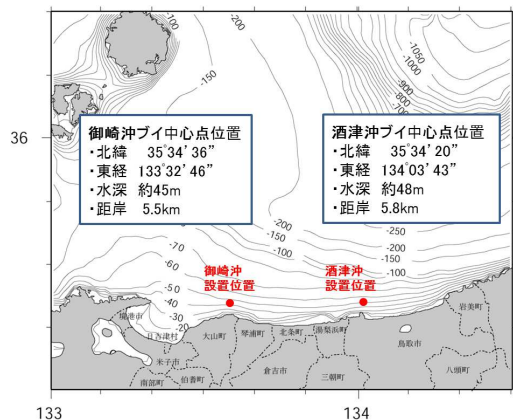 -100
-200
-150
-1050
-1000
-900
-800
-700
36
御崎沖ブイ中心点位置
・北緯 35°34’36”
・東経 133°32’46”
・水深 約45m
・距岸 5.5km
酒津沖ブイ中心点位置
・北緯 35°34’20”
・東経 134°03’43”
・水深 約48m
・距岸 5.8km
-200
-150
-100
-250
-200
-150
-100
-70
-60
-50
-40
-30
-20
御崎沖
設置位置
酒津沖
設置位置
境港市
日吉津村
米子市
大山町
琴浦町
北条町
湯梨浜町
鳥取市
岩美町
南部町
伯耆町
倉吉市
三朝町
八頭町
133
134